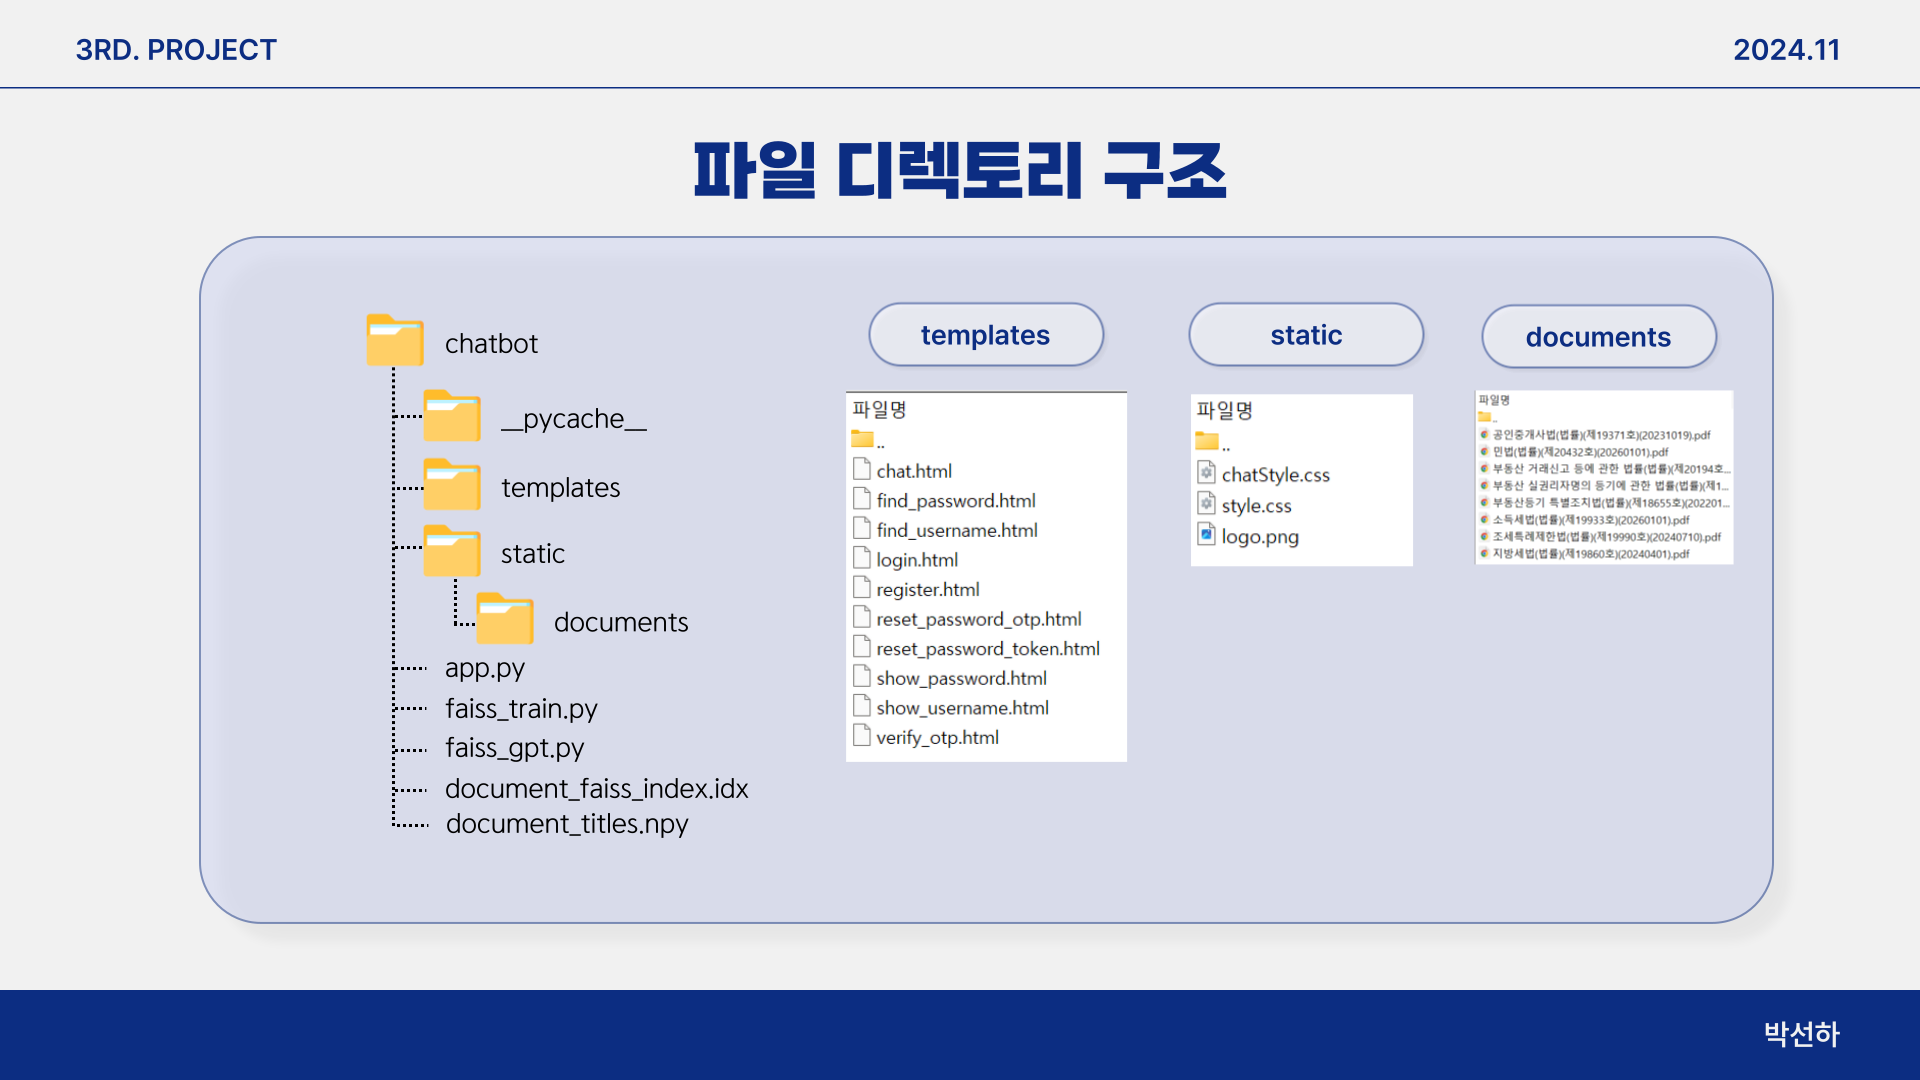 3RD. PROJECT
2024.11
파일 디렉토리 구조
chatbot
__pycache__
templates
static
documents
app.py
faiss_train.py
faiss_gpt.py
document_faiss_index.idx
document_titles.npy
templates
파일명
..
chat.html
find_password.html
find_username.html
login.html
register.html
reset_password_otp.html
reset_password_token.html
show_password.html
show_username.html
verify_otp.html
static
파일명
..
chatStyle.css
style.css
logo.png
documents
파일명
..
공인중개사법(법률)(제19371호)(20231019).pdf
민법(법률)(제20432호)(20260101).pdf
부동산 거래신고 등에 관한 법률(법률)(제20194호...
부동산 실권리자명의 등기에 관한 법률(법률)(제1...
부동산등기 특별조치법(법률)(제18655호)(202201...
소득세법(법률)(제19933호)(20260101).pdf
조세특례제한법(법률)(제19990호)(20240710).pdf
지방세법(법률)(제19860호)(20240401).pdf
박선하